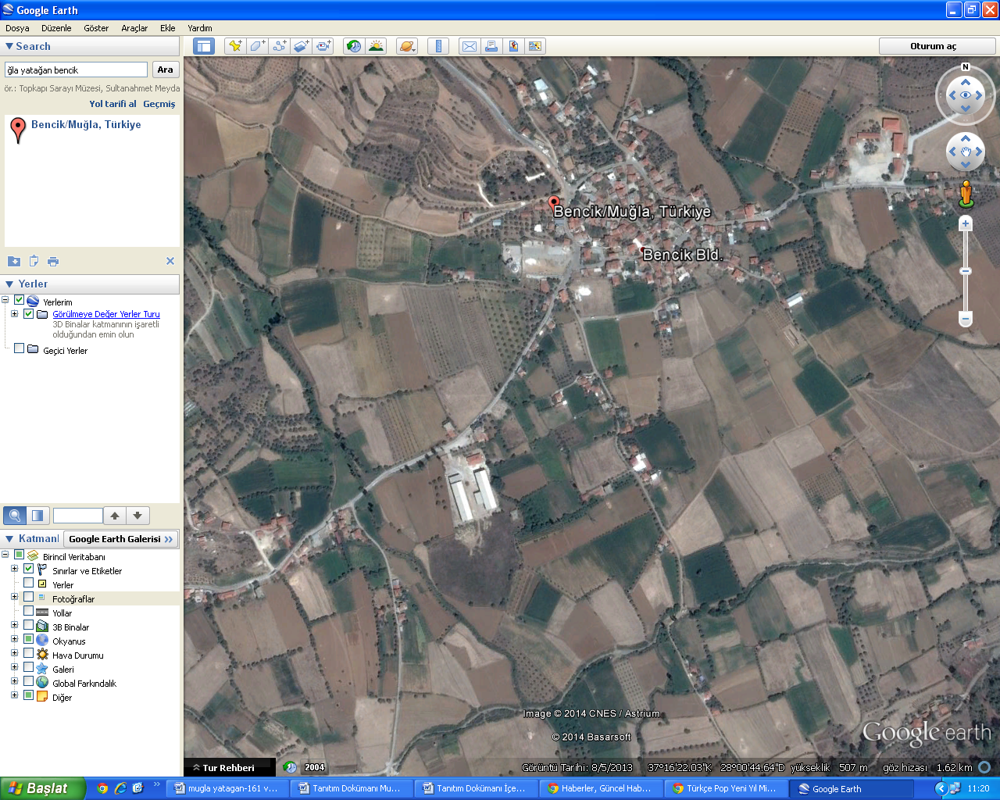 Google Earth
Dosya Düzenle Göster Araçlar Ekle Yardım
Search
Oturum aç
ğla yatağan bencik Ara
ör.: Topkapı Sarayı Müzesi, Sultanahmet Meyda
Yol tarifi al Geçmiş
Bencik/Muğla, Türkiye
N
Bencik/Muğla, Türkiye
Bencik Bld.
Yerler
Yerlerim
Görülmeye Değer Yerler Turu
3D Binalar katmanının işaretli
olduğundan emin olun
Geçici Yerler
Katmanl Google Earth Galerisi >>
Birincil Veritabanı
Sınırlar ve Etiketler
Yerler
Fotoğraflar
Yollar
3B Binalar
Okyanus
Hava Durumu
Galeri
Global Farkındalık
Diğer
Image © 2014 CNES / Astrium
© 2014 Basarsoft
Google earth
Tur Rehberi 2004 Görüntü Tarihi: 8/5/2013 37°16'22.03"K 28°00'44.64"D yükseklik 507 m göz hizası 1.62 km
Başlat >> mugla yatagan-161 v... Tanıtım Dokümanı Mu... Tanıtım Dokümanı İçe... Haberler, Güncel Hab... Türkçe Pop Yeni Yıl Mi... Google Earth 11:20